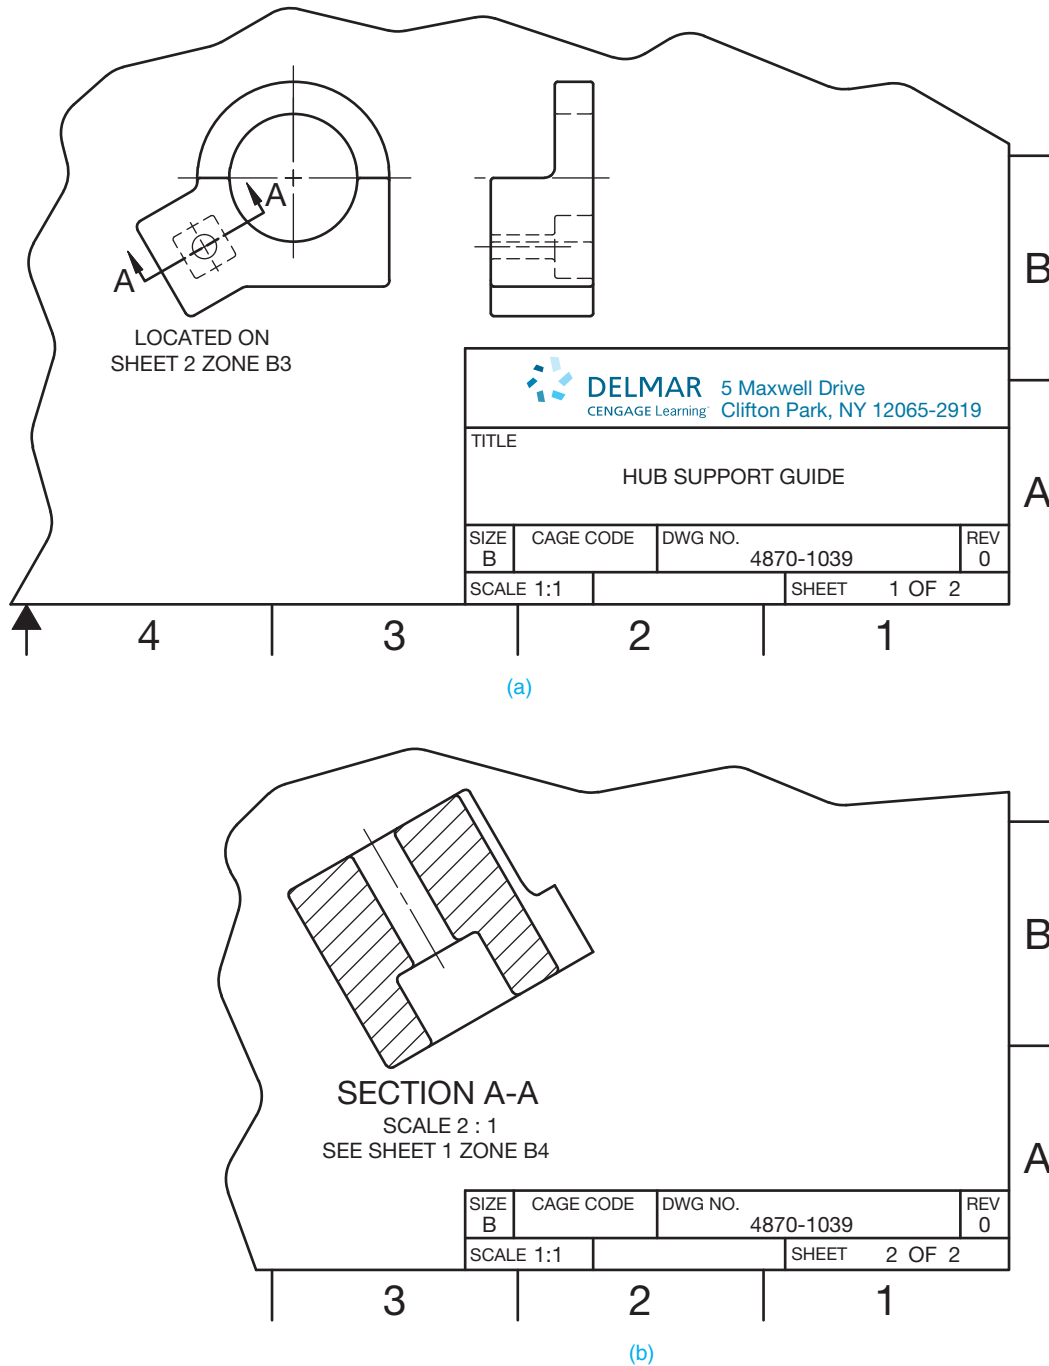 A
A
LOCATED ON
SHEET 2 ZONE B3
B
DELMAR
CENGAGE Learning
5 Maxwell Drive
Clifton Park, NY 12065-2919
TITLE
HUB SUPPORT GUIDE
A
SIZE
B
CAGE CODE
DWG NO.
4870-1039
REV
0
SCALE 1:1
SHEET 1 OF 2
4 3 2 1
(a)
B
SECTION A-A
SCALE 2 : 1
SEE SHEET 1 ZONE B4
A
SIZE
B
CAGE CODE
DWG NO.
4870-1039
REV
0
SCALE 1:1
SHEET 2 OF 2
3 2 1
(b)